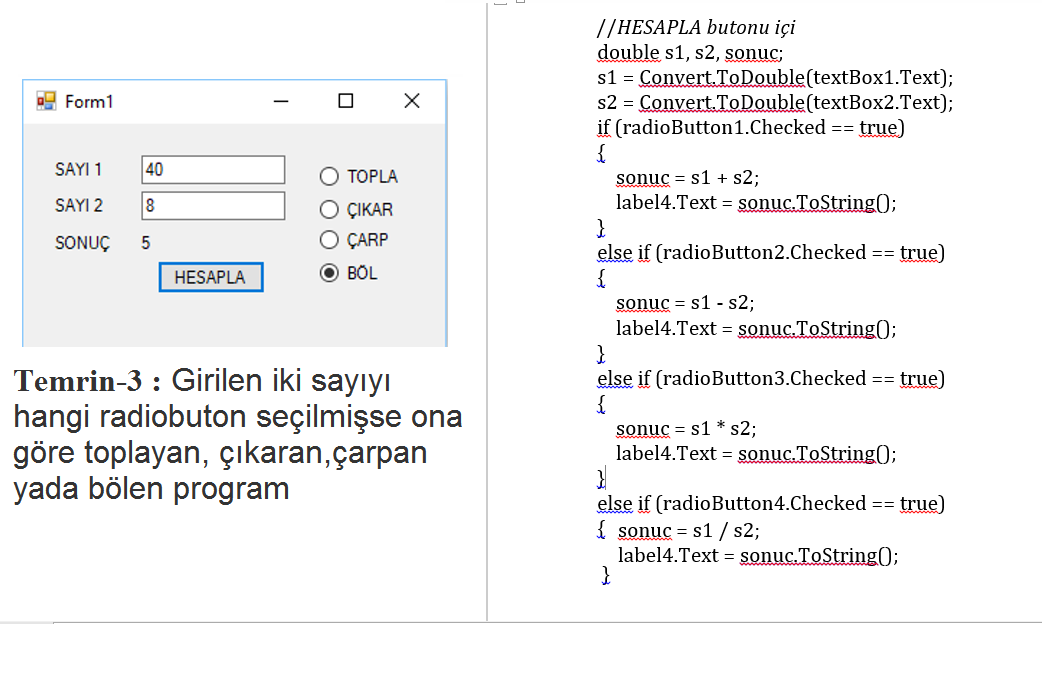 Form1
SAYI 1
40
SAYI 2
8
SONUÇ
5
HESAPLA
TOPLA
ÇIKAR
ÇARP
BÖL
Temrin-3 : Girilen iki sayıyı
hangi radiobuton seçilmişse ona
göre toplayan, çıkaran,çarpan
yada bölen program
//HESAPLA butonu içi
double s1, s2, sonuc;
s1 = Convert.ToDouble(textBox1.Text);
s2 = Convert.ToDouble(textBox2.Text);
if (radioButton1.Checked == true)
{
sonuc = s1 + s2;
label4.Text = sonuc.ToString();
}
else if (radioButton2.Checked == true)
{
sonuc = s1 - s2;
label4.Text = sonuc.ToString();
}
else if (radioButton3.Checked == true)
{
sonuc = s1 * s2;
label4.Text = sonuc.ToString();
}
else if (radioButton4.Checked == true)
{ sonuc = s1 / s2;
label4.Text = sonuc.ToString();
}